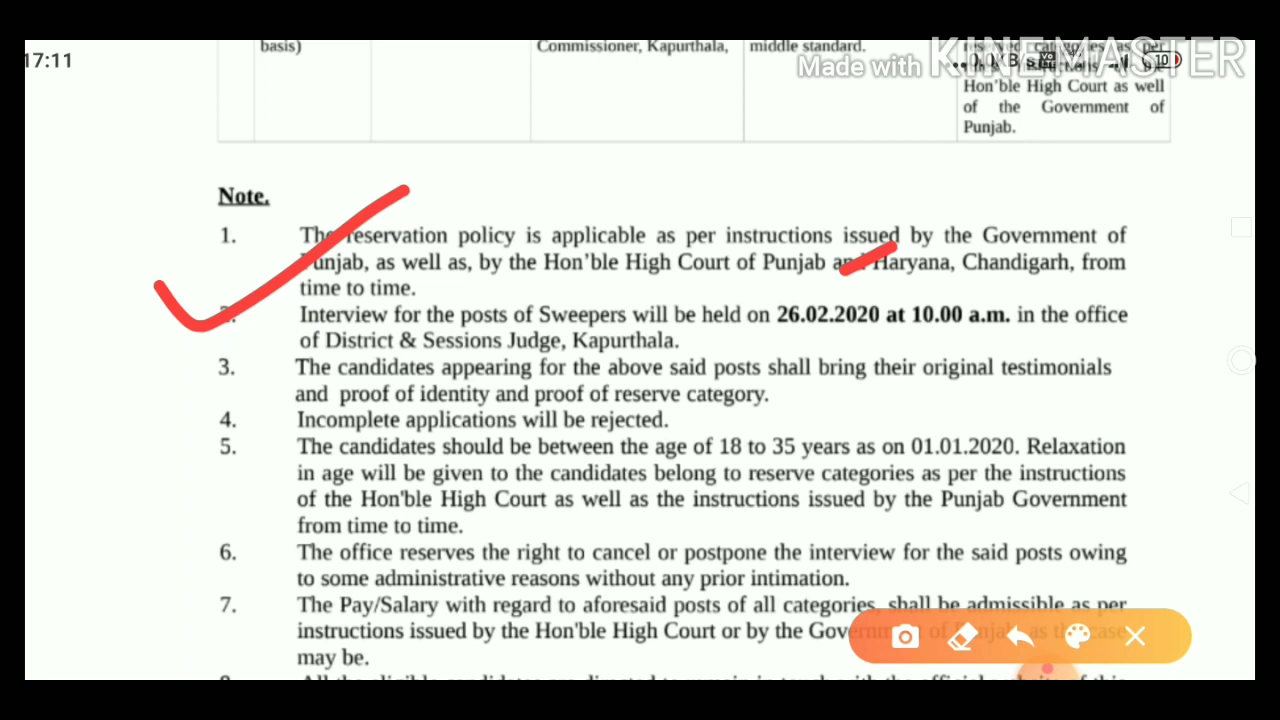 17:11
Made with KINEMASTER
basis)
Commissioner, Kapurthala,
middle standard.
reserved categories as per
Hon'ble High Court as well
of the Government of
Punjab.
Note.
1. The reservation policy is applicable as per instructions issued by the Government of
Punjab, as well as, by the Hon'ble High Court of Punjab and Haryana, Chandigarh, from
time to time.
2. Interview for the posts of Sweepers will be held on 26.02.2020 at 10.00 a.m. in the office
of District & Sessions Judge, Kapurthala.
3. The candidates appearing for the above said posts shall bring their original testimonials
and proof of identity and proof of reserve category.
4. Incomplete applications will be rejected.
5. The candidates should be between the age of 18 to 35 years as on 01.01.2020. Relaxation
in age will be given to the candidates belong to reserve categories as per the instructions
of the Hon'ble High Court as well as the instructions issued by the Punjab Government
from time to time.
6. The office reserves the right to cancel or postpone the interview for the said posts owing
to some administrative reasons without any prior intimation.
7. The Pay/Salary with regard to aforesaid posts of all categories, shall be admissible as per
instructions issued by the Hon'ble High Court or by the Government of Punjab as the case
may be.